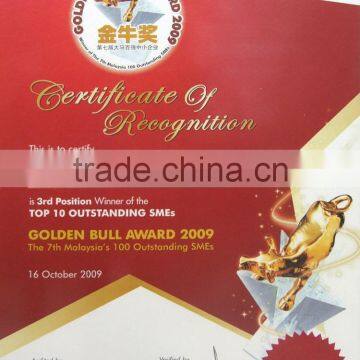 GOLDEN BULL AWARD 2009
金牛奖
第七届大马百强中小企业
Winner of The 7th Malaysia's 100 Outstanding SMEs
Certificate Of
Recognition
This is to certify
trade.china.cn
is 3rd Position Winner of the
TOP 10 OUTSTANDING SMEs
GOLDEN BULL AWARD 2009
The 7th Malaysia's 100 Outstanding SMEs
16 October 2009